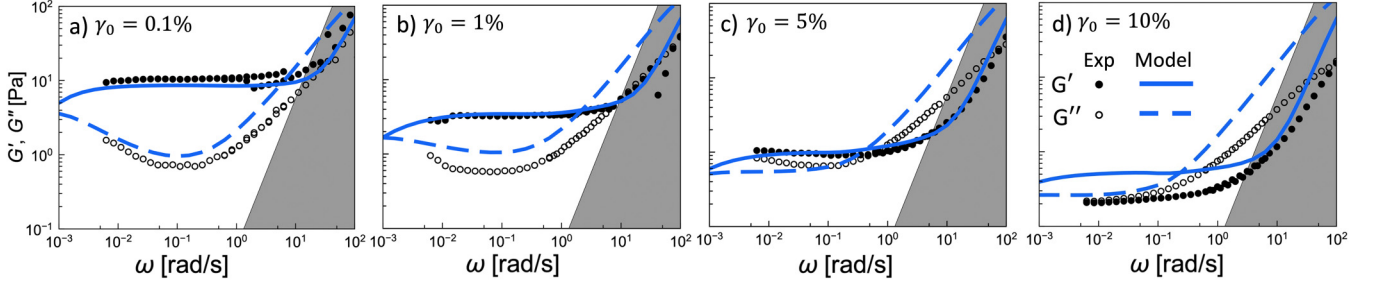 a) γ₀ = 0.1%
b) γ₀ = 1%
c) γ₀ = 5%
d) γ₀ = 10%
Exp Model
G′
G″
G′, G″ [Pa]
10²
10¹
10⁰
10⁻¹
10⁻³ 10⁻² 10⁻¹ 10⁰ 10¹ 10²
10⁻³ 10⁻² 10⁻¹ 10⁰ 10¹ 10²
10⁻³ 10⁻² 10⁻¹ 10⁰ 10¹ 10²
10⁻³ 10⁻² 10⁻¹ 10⁰ 10¹ 10²
ω [rad/s]
ω [rad/s]
ω [rad/s]
ω [rad/s]